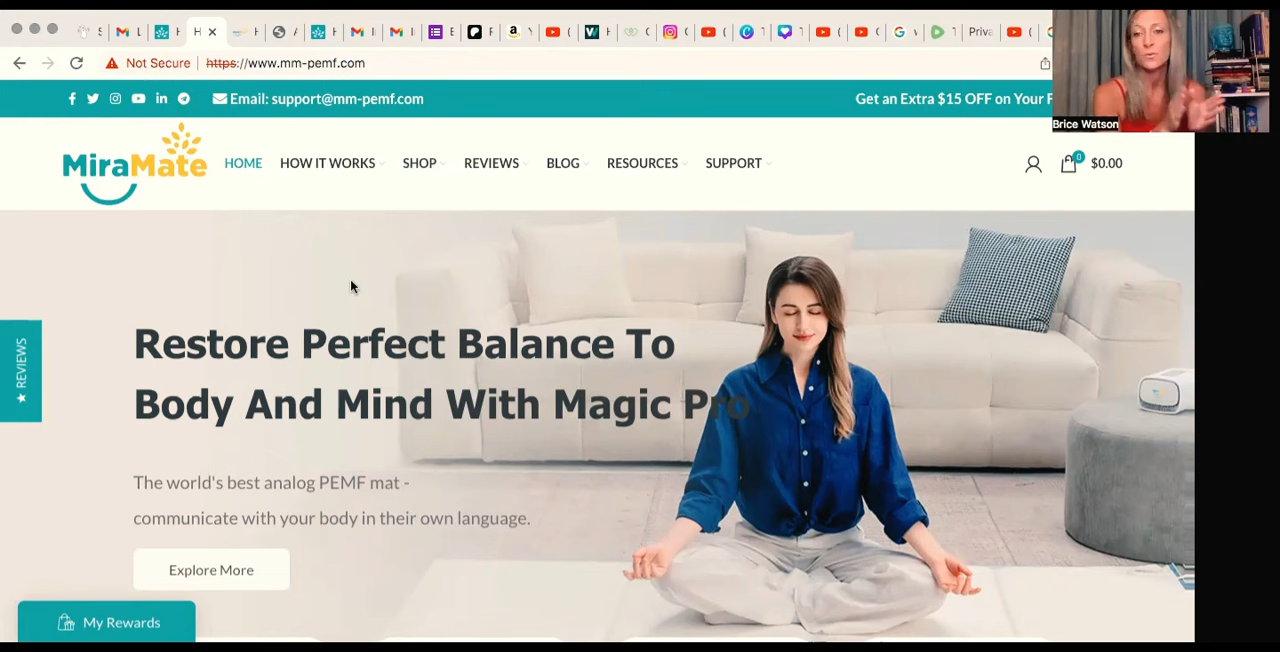 Not Secure
https://www.mm-pemf.com
Email: support@mm-pemf.com
Get an Extra $15 OFF on Your F
Brice Watson
MiraMate
HOME HOW IT WORKS SHOP REVIEWS BLOG RESOURCES SUPPORT
0 $0.00
Restore Perfect Balance To
Body And Mind With Magic Pro
★ REVIEWS
The world's best analog PEMF mat -
communicate with your body in their own language.
Explore More
My Rewards